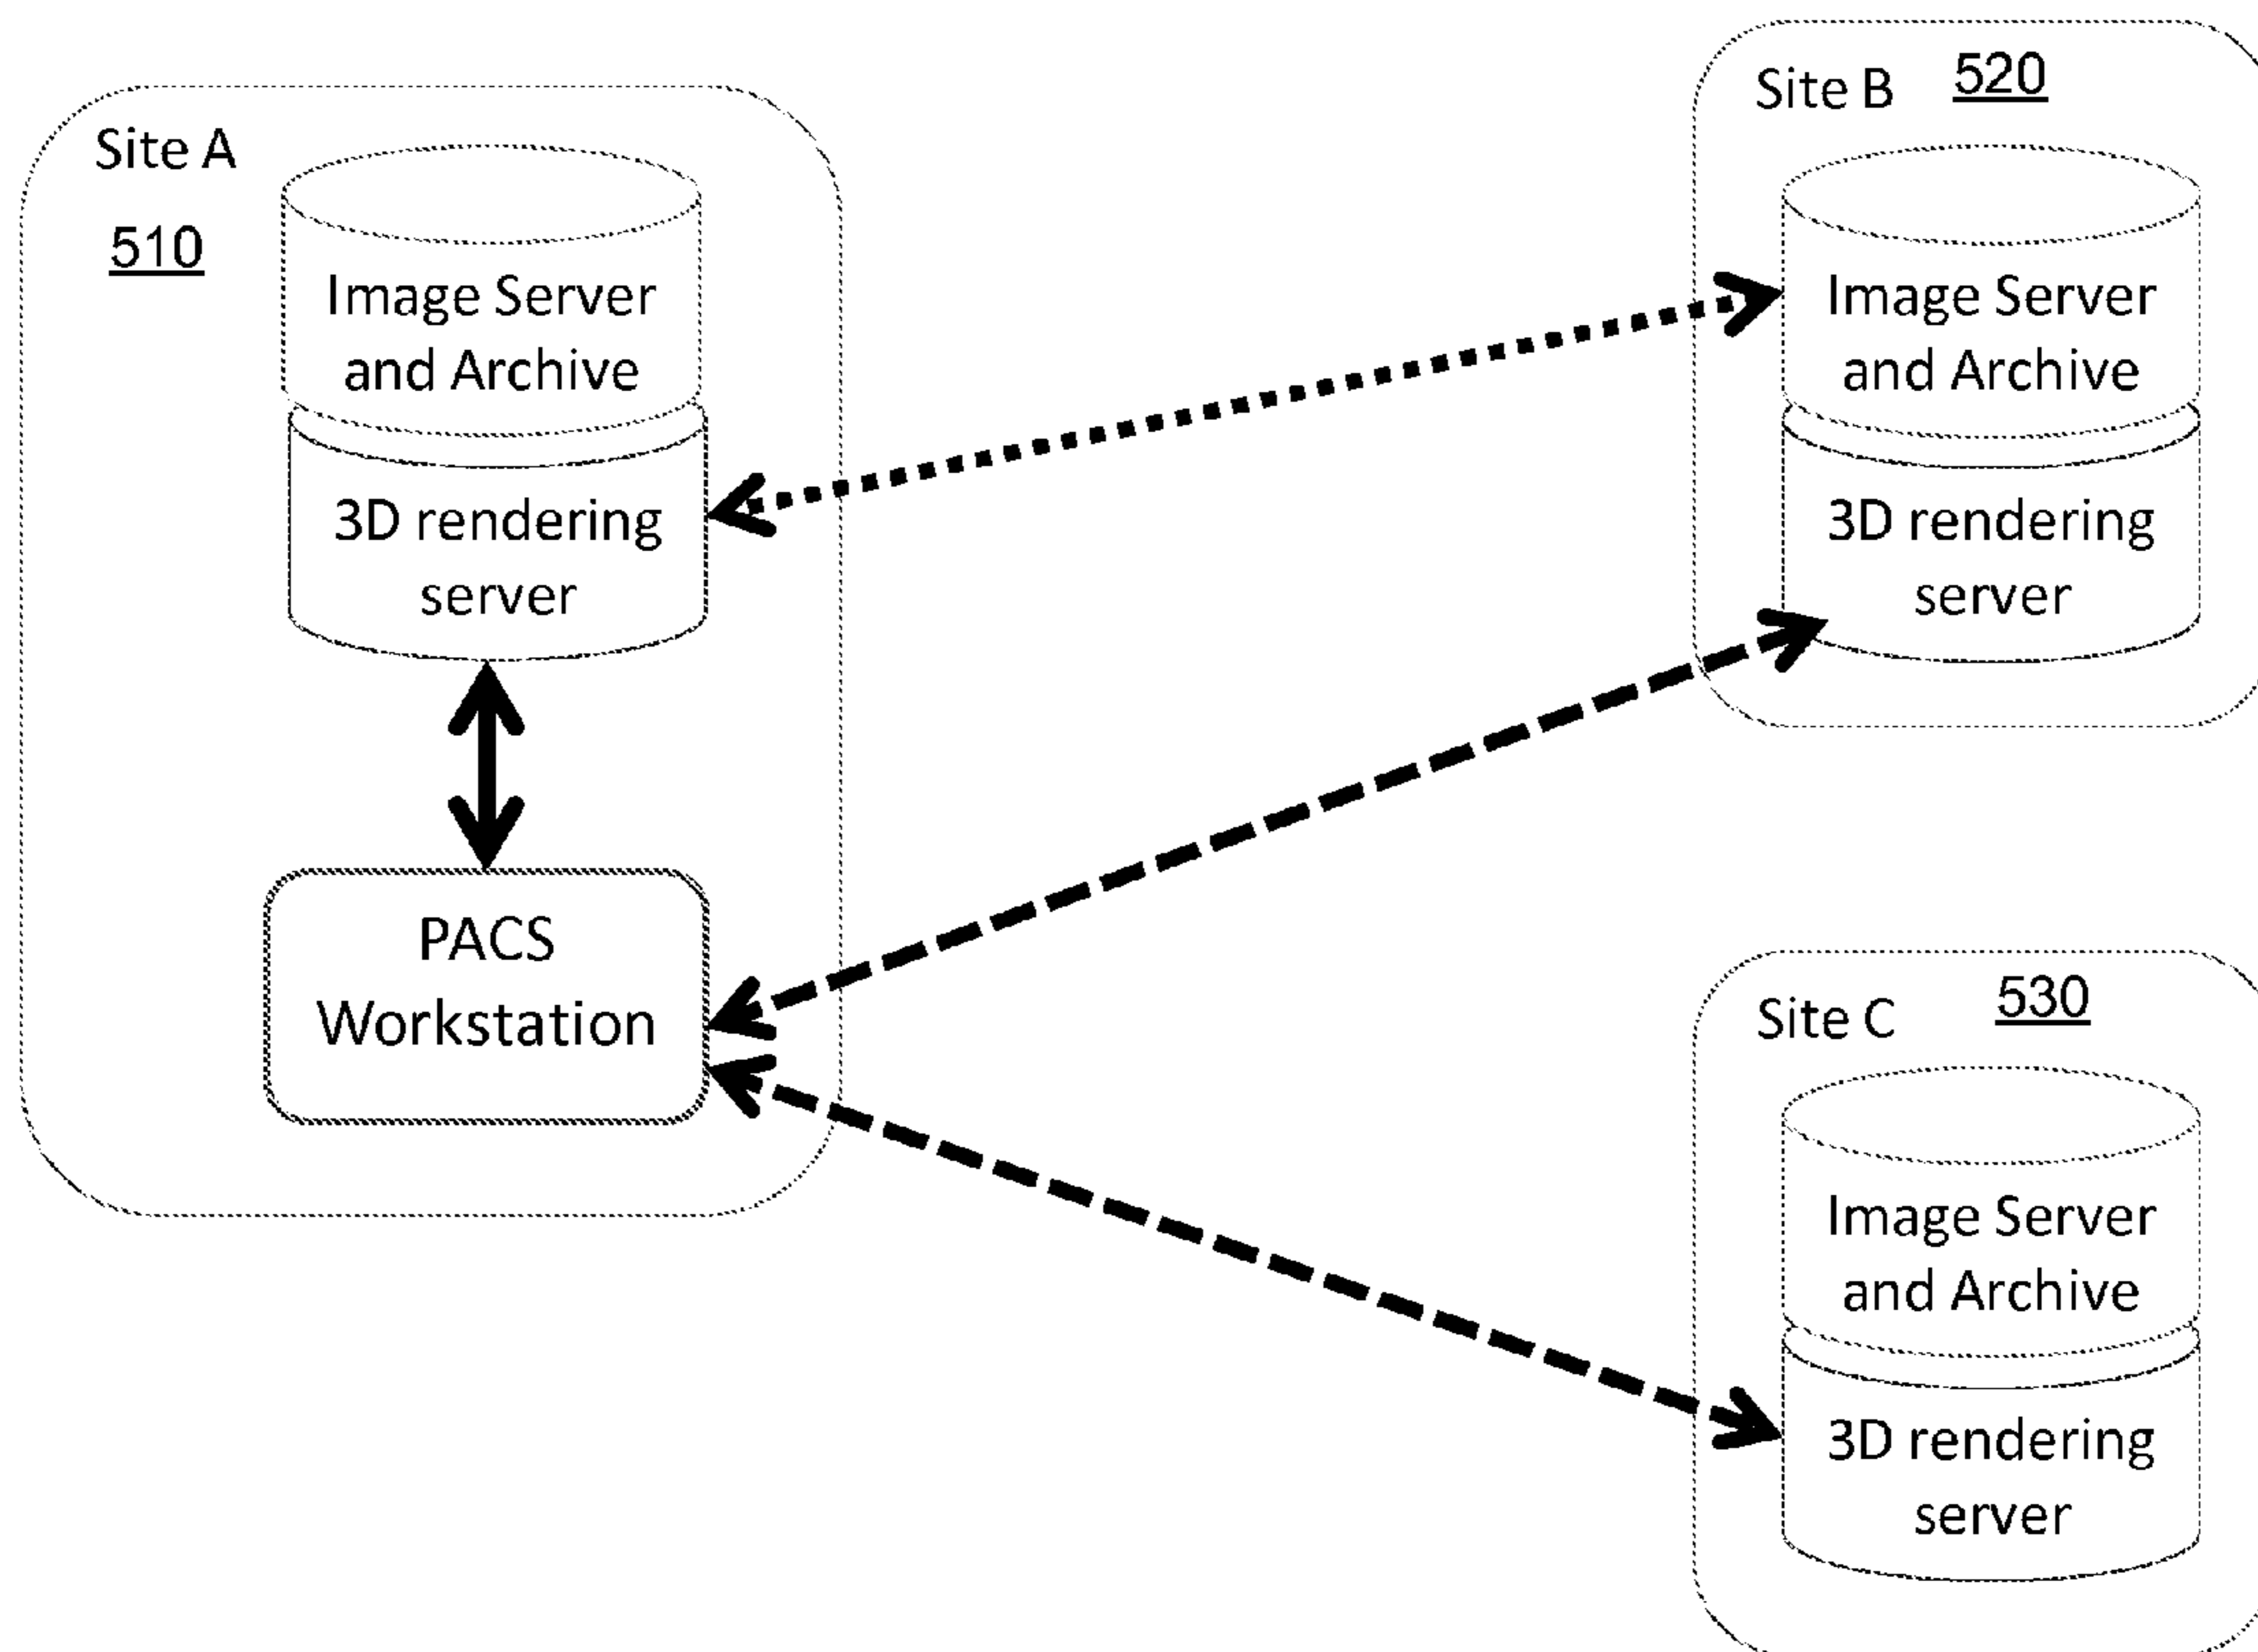 Site A
510
Image Server
and Archive
3D rendering
server
PACS
Workstation
Site B 520
Image Server
and Archive
3D rendering
server
Site C 530
Image Server
and Archive
3D rendering
server